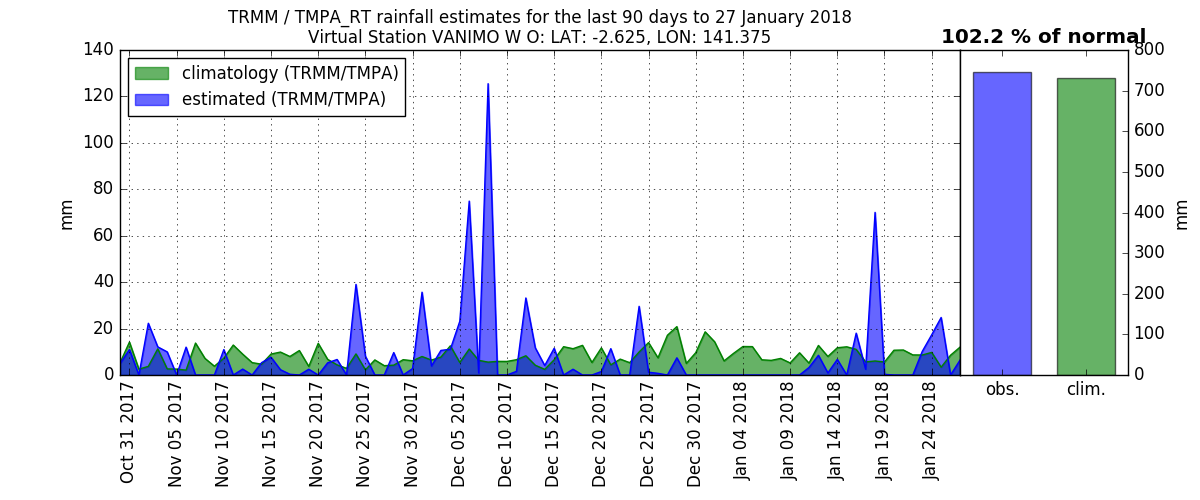 TRMM / TMPA_RT rainfall estimates for the last 90 days to 27 January 2018
Virtual Station VANIMO W O: LAT: -2.625, LON: 141.375
102.2 % of normal
climatology (TRMM/TMPA)
estimated (TRMM/TMPA)
140
120
100
80
60
40
20
0
mm
800
700
600
500
400
300
200
100
0
mm
obs.
clim.
Oct 31 2017
Nov 05 2017
Nov 10 2017
Nov 15 2017
Nov 20 2017
Nov 25 2017
Nov 30 2017
Dec 05 2017
Dec 10 2017
Dec 15 2017
Dec 20 2017
Dec 25 2017
Dec 30 2017
Jan 04 2018
Jan 09 2018
Jan 14 2018
Jan 19 2018
Jan 24 2018